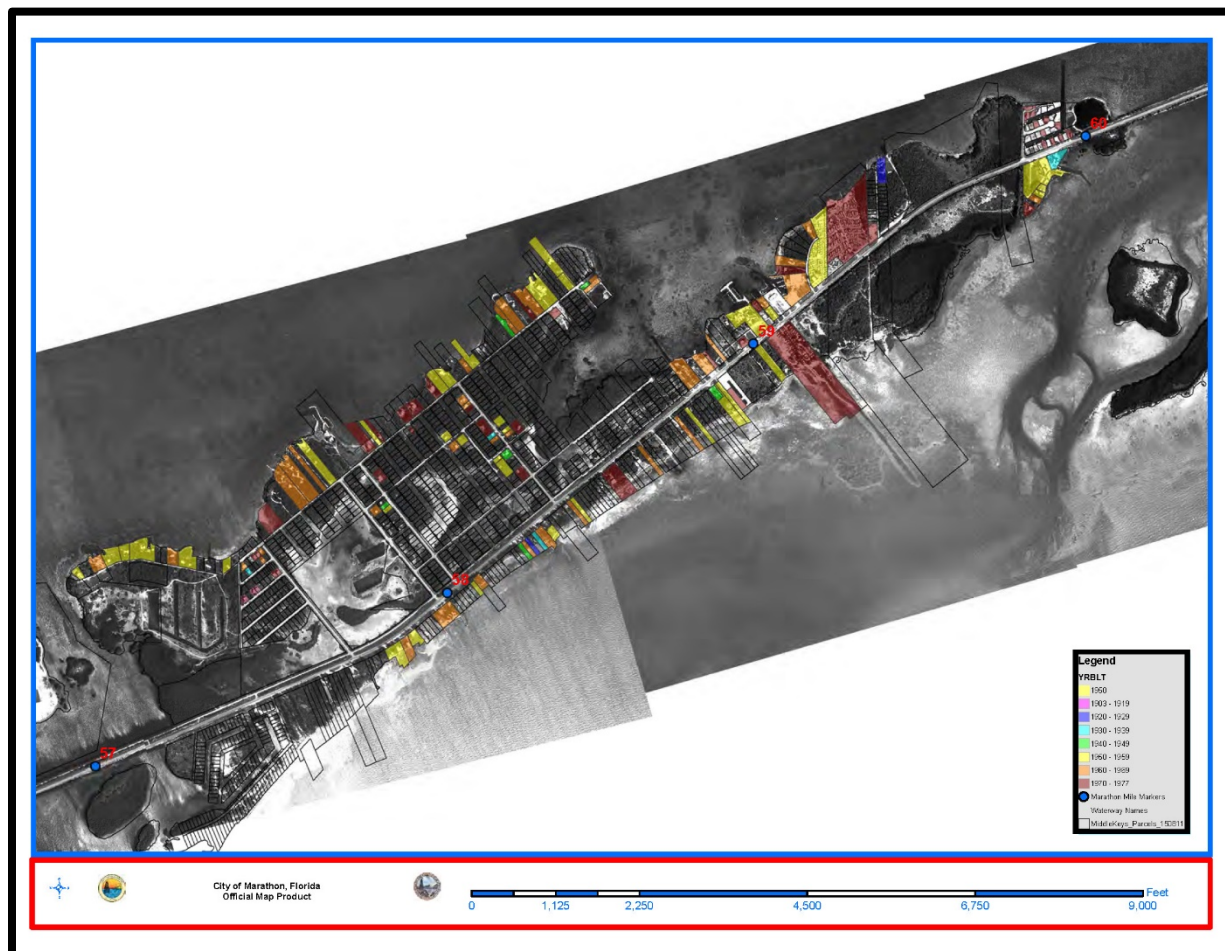 60
59
58
57
Legend
YRBLT
1950
1903 - 1919
1920 - 1929
1930 - 1939
1940 - 1949
1950 - 1959
1960 - 1969
1970 - 1977
Marathon Mile Markers
Waterway Names
MiddleKeys_Parcels_150811
City of Marathon, Florida
Official Map Product
Feet
0 1,125 2,250 4,500 6,750 9,000